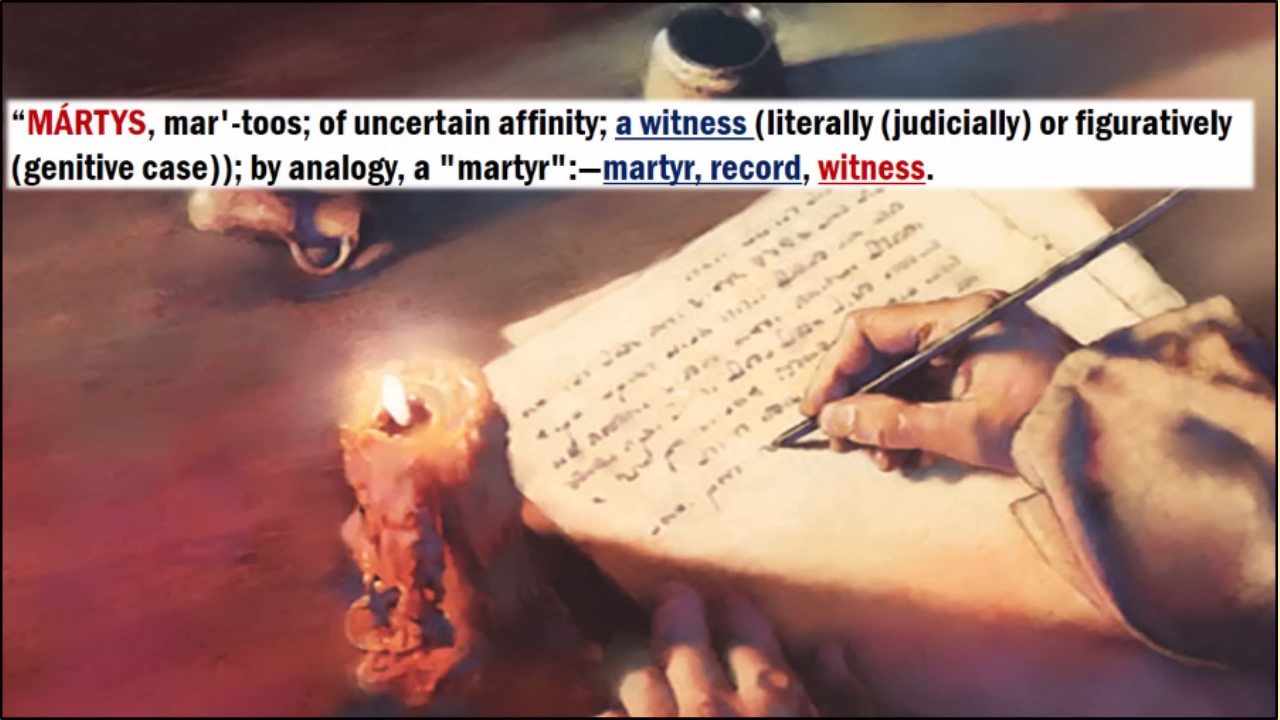 “MÁRTYS, mar'-toos; of uncertain affinity; a witness (literally (judicially) or figuratively
(genitive case)); by analogy, a "martyr":—martyr, record, witness.